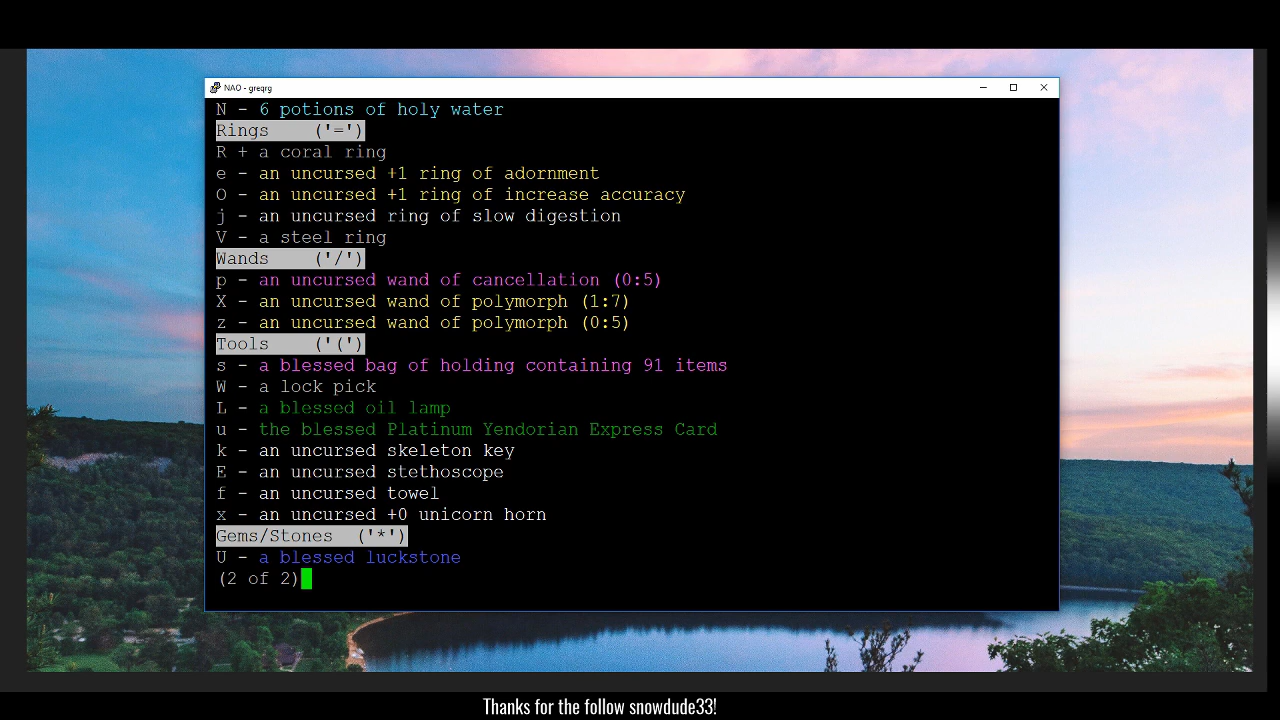 NAO - greqrg
N - 6 potions of holy water
Rings    ('=')
R + a coral ring
e - an uncursed +1 ring of adornment
O - an uncursed +1 ring of increase accuracy
j - an uncursed ring of slow digestion
V - a steel ring
Wands    ('/')
p - an uncursed wand of cancellation (0:5)
X - an uncursed wand of polymorph (1:7)
z - an uncursed wand of polymorph (0:5)
Tools    ('(')
s - a blessed bag of holding containing 91 items
W - a lock pick
L - a blessed oil lamp
u - the blessed Platinum Yendorian Express Card
k - an uncursed skeleton key
E - an uncursed stethoscope
f - an uncursed towel
x - an uncursed +0 unicorn horn
Gems/Stones  ('*')
U - a blessed luckstone
(2 of 2)
Thanks for the follow snowdude33!